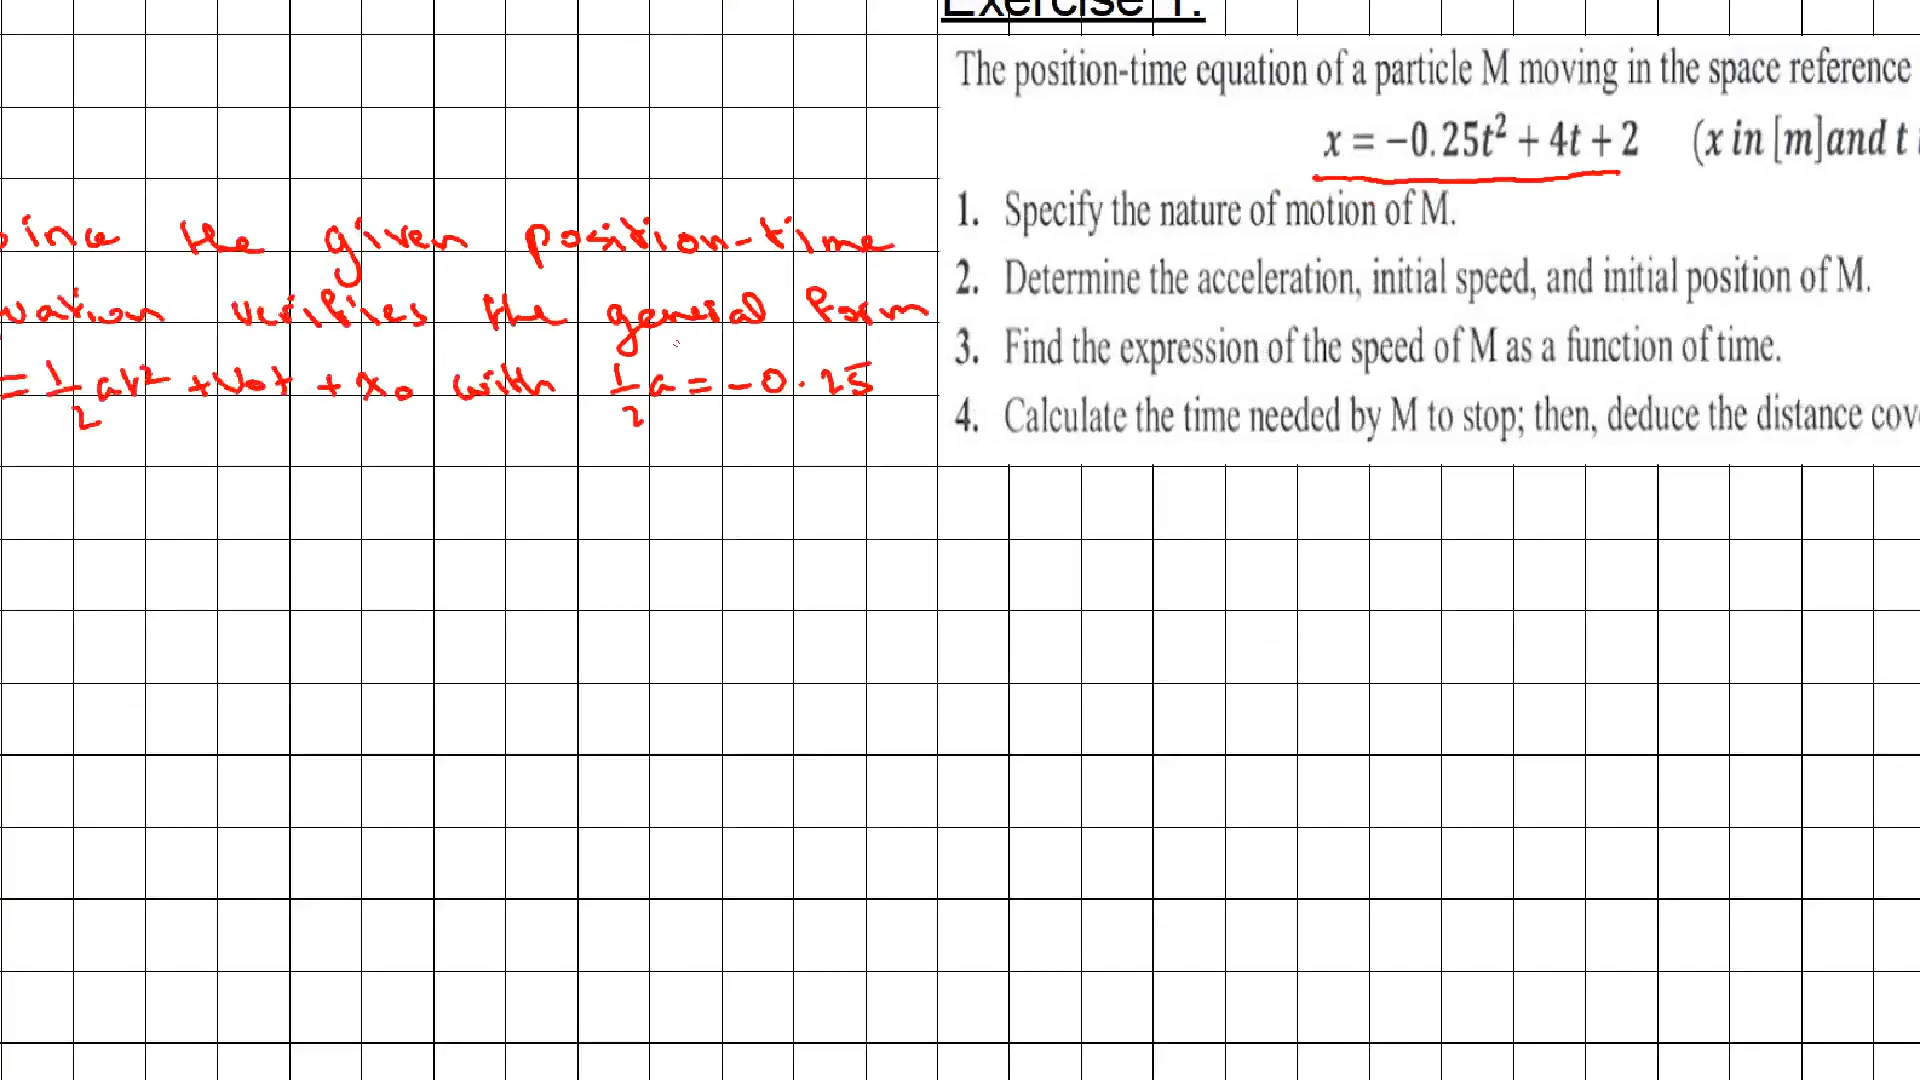 Exercise 1:
The position-time equation of a particle M moving in the space reference
x = −0.25t² + 4t + 2 (x in [m]and t
1. Specify the nature of motion of M.
2. Determine the acceleration, initial speed, and initial position of M.
3. Find the expression of the speed of M as a function of time.
4. Calculate the time needed by M to stop; then, deduce the distance cov
the given position-time
verifies the general form
= 1/2 at² + V₀t + x₀ with 1/2 a = -0.25